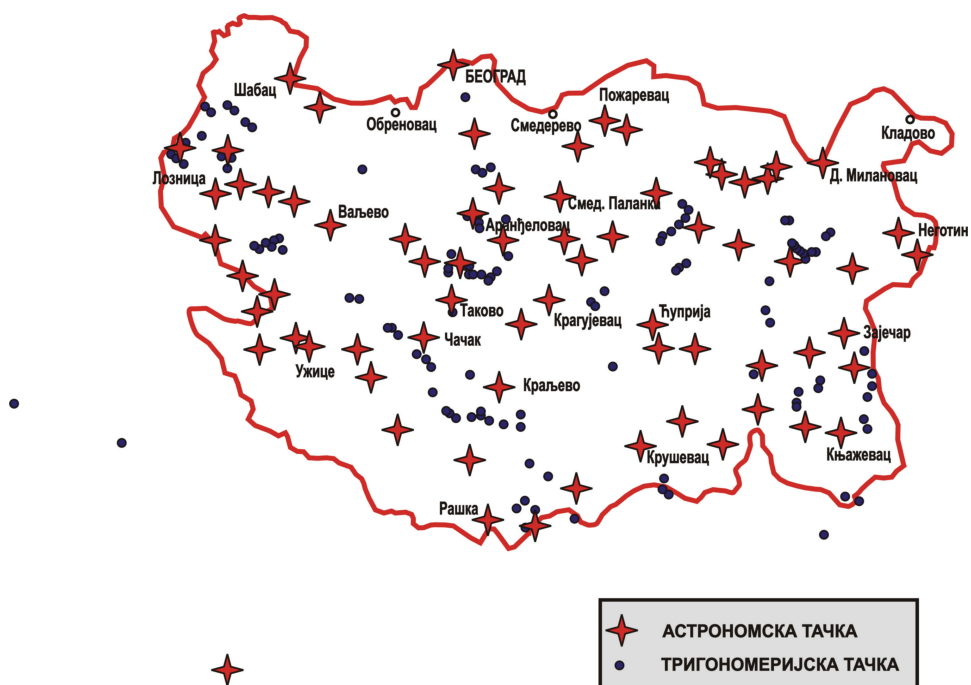 БЕОГРАД
Шабац
Пожаревац
Обреновац
Смедерево
Кладово
Лозница
Д. Милановац
Смед. Паланка
Ваљево
Аранђеловац
Неготин
Таково
Крагујевац
Ћуприја
Зајечар
Чачак
Ужице
Краљево
Крушевац
Књажевац
Рашка
АСТРОНОМСКА ТАЧКА
ТРИГОНОМЕРИЈСКА ТАЧКА